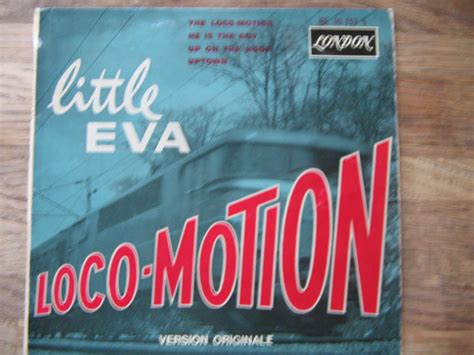 THE LOCO-MOTION
HE IS THE BOY
UP ON THE ROOF
UPTOWN
LONDON
little
EVA
LOCO-MOTION
VERSION ORIGINALE